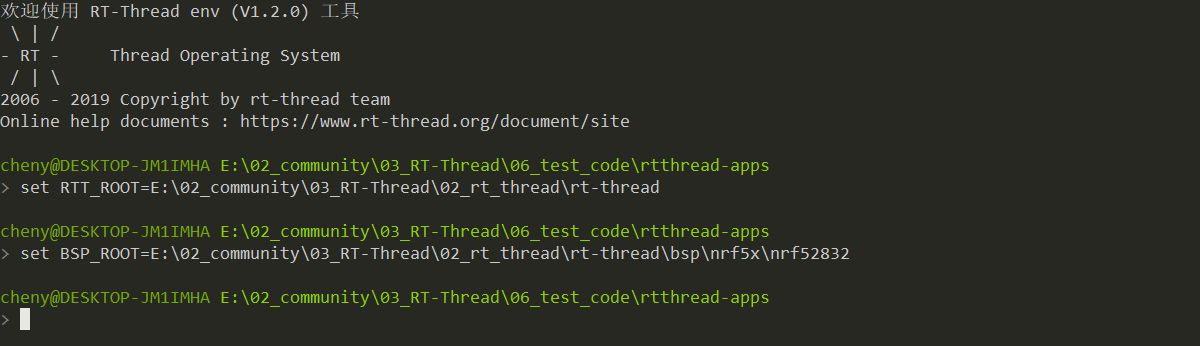 欢迎使用 RT-Thread env (V1.2.0) 工具
 \ | /
- RT -     Thread Operating System
 / | \
2006 - 2019 Copyright by rt-thread team
Online help documents : https://www.rt-thread.org/document/site
cheny@DESKTOP-JM1IMHA E:\02_community\03_RT-Thread\06_test_code\rtthread-apps
> set RTT_ROOT=E:\02_community\03_RT-Thread\02_rt_thread\rt-thread
cheny@DESKTOP-JM1IMHA E:\02_community\03_RT-Thread\06_test_code\rtthread-apps
> set BSP_ROOT=E:\02_community\03_RT-Thread\02_rt_thread\rt-thread\bsp\nrf5x\nrf52832
cheny@DESKTOP-JM1IMHA E:\02_community\03_RT-Thread\06_test_code\rtthread-apps
>